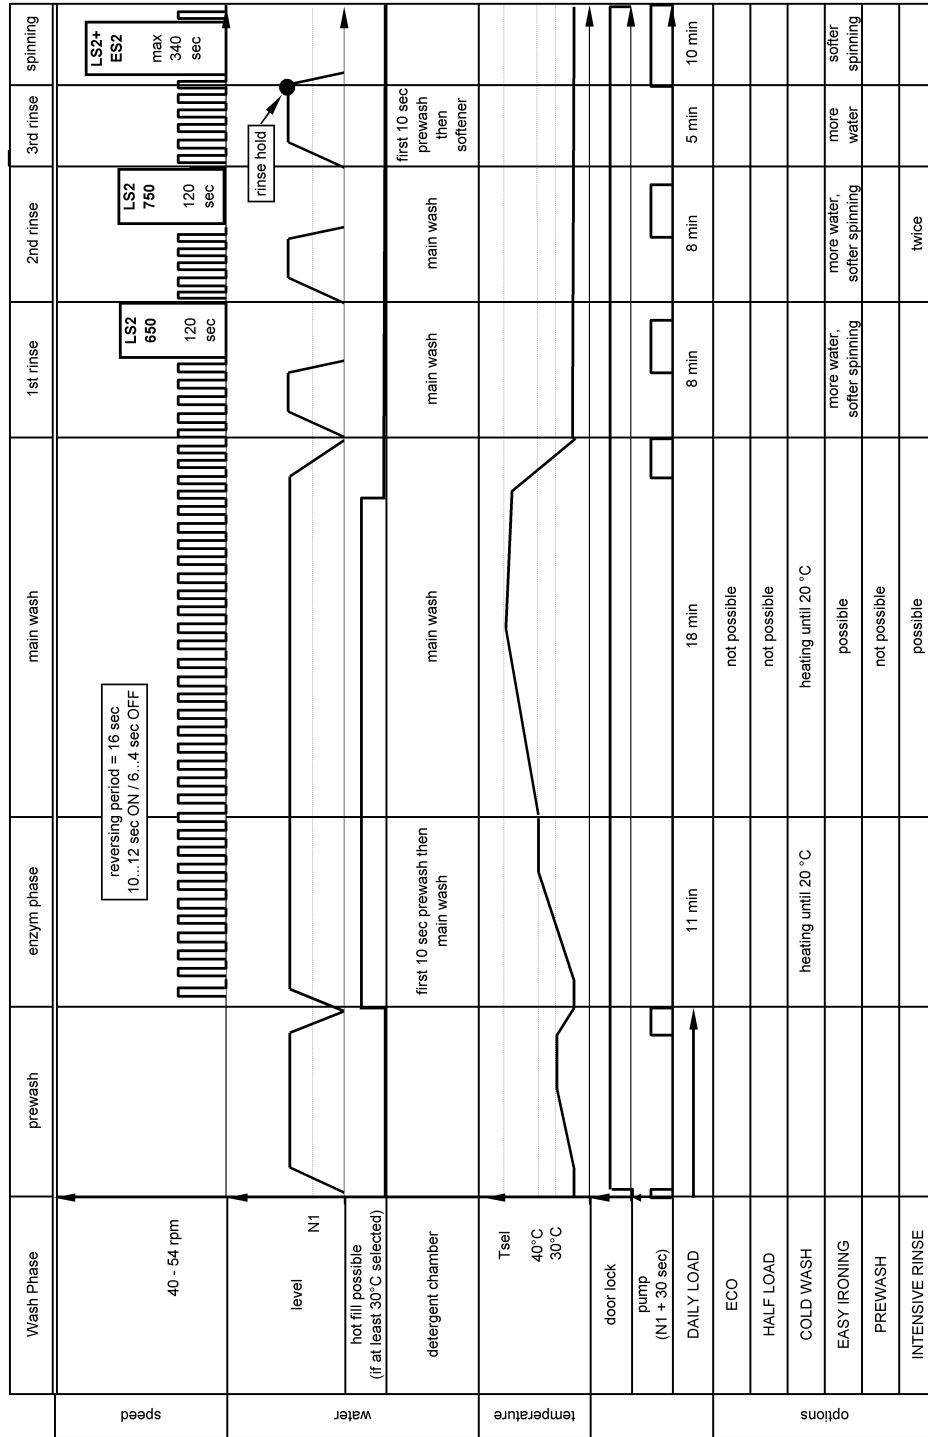 Wash Phase
prewash
enzym phase
main wash
1st rinse
2nd rinse
3rd rinse
spinning
speed
40 - 54 rpm
reversing period = 16 sec
10...12 sec ON / 6...4 sec OFF
LS2
650
120
sec
LS2
750
120
sec
LS2+
ES2
max
340
sec
water
level
N1
rinse hold
hot fill possible
(if at least 30°C selected)
detergent chamber
first 10 sec prewash then
main wash
main wash
main wash
main wash
first 10 sec
prewash
then
softener
temperature
Tsel
40°C
30°C
door lock
pump
(N1 + 30 sec)
DAILY LOAD
11 min
18 min
8 min
8 min
5 min
10 min
options
ECO
not possible
HALF LOAD
not possible
COLD WASH
heating until 20 °C
heating until 20 °C
EASY IRONING
possible
more water,
softer spinning
more water,
softer spinning
more
water
softer
spinning
PREWASH
not possible
INTENSIVE RINSE
possible
twice